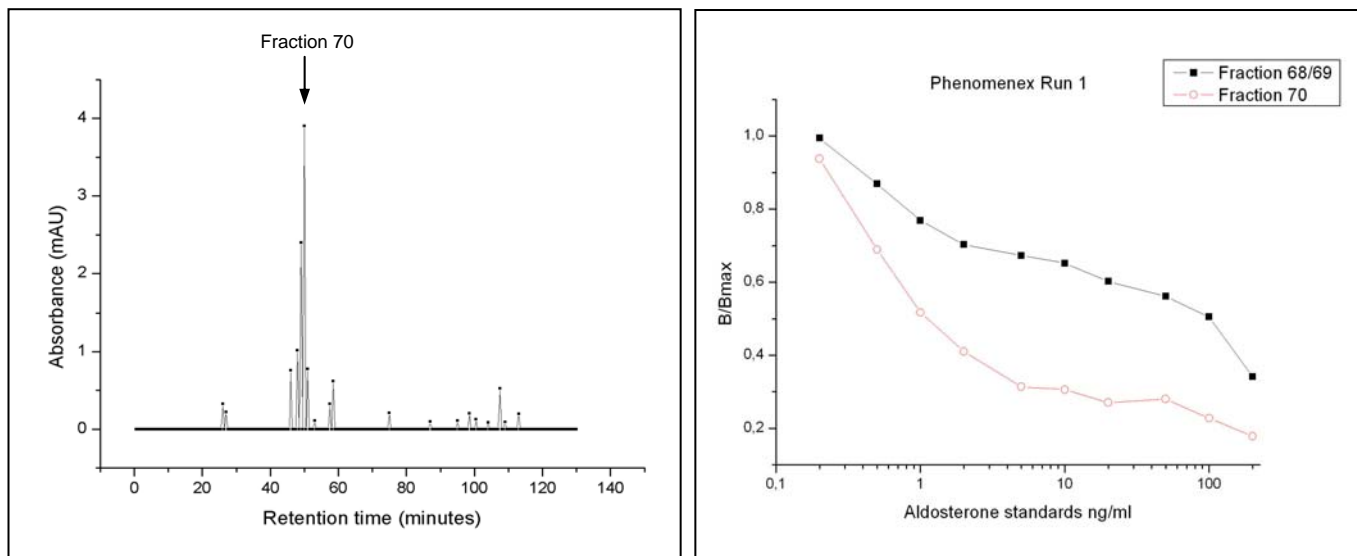 Fraction 70
4
3
2
1
0
Absorbance (mAU)
0 20 40 60 80 100 120 140
Retention time (minutes)
Fraction 68/69
Fraction 70
Phenomenex Run 1
1,0
0,8
0,6
0,4
0,2
B/Bmax
0,1 1 10 100
Aldosterone standards ng/ml